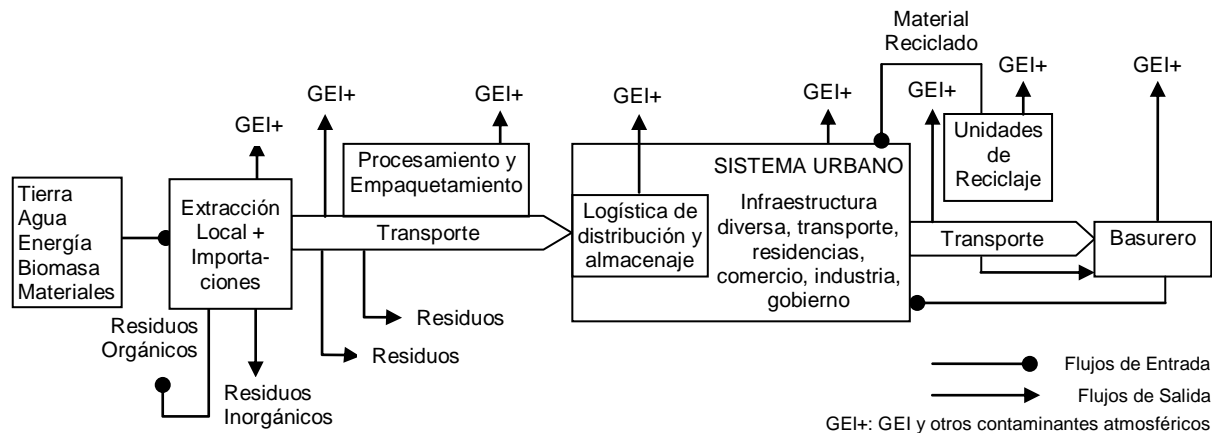 Material
Reciclado
GEI+
GEI+
GEI+
GEI+
GEI+
GEI+
GEI+
GEI+
Tierra
Agua
Energía
Biomasa
Materiales
Extracción
Local +
Importa-
ciones
Procesamiento y
Empaquetamiento
Transporte
SISTEMA URBANO
Logística de
distribución y
almacenaje
Infraestructura
diversa, transporte,
residencias,
comercio, industria,
gobierno
Unidades
de
Reciclaje
Transporte
Basurero
Residuos
Orgánicos
Residuos
Inorgánicos
Residuos
Residuos
Flujos de Entrada
Flujos de Salida
GEI+: GEI y otros contaminantes atmosféricos